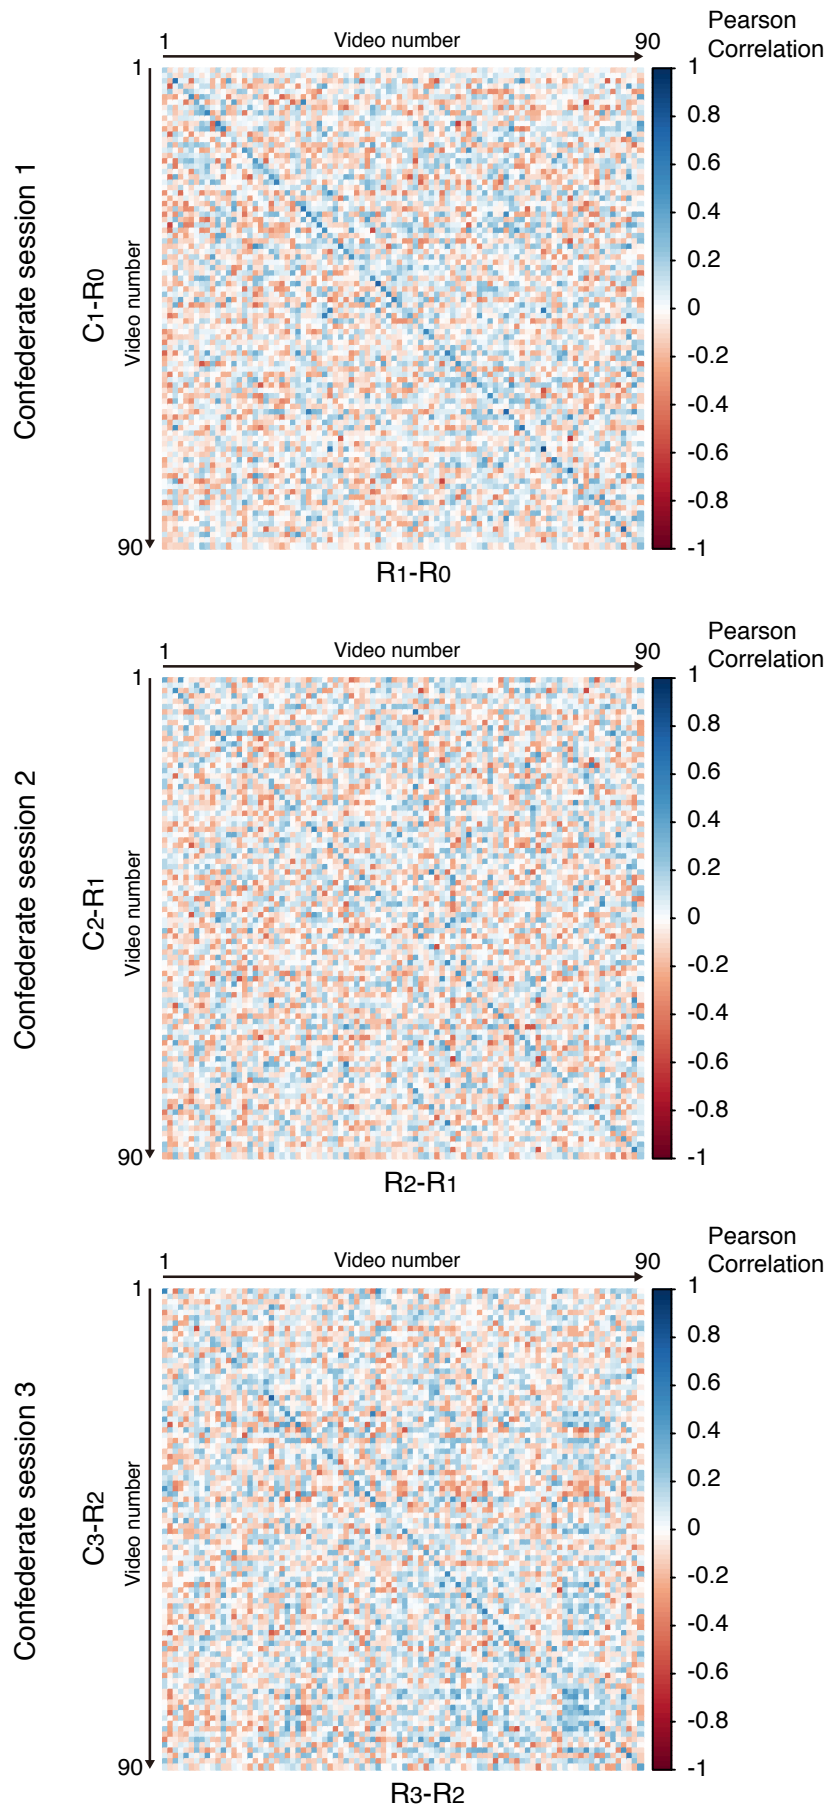 Pearson
Correlation
1
Video number
90
1
Confederate session 1
C1-R0
Video number
90
R1-R0
1
0.8
0.6
0.4
0.2
0
-0.2
-0.4
-0.6
-0.8
-1
Pearson
Correlation
1
Video number
90
1
Confederate session 2
C2-R1
Video number
90
R2-R1
1
0.8
0.6
0.4
0.2
0
-0.2
-0.4
-0.6
-0.8
-1
Pearson
Correlation
1
Video number
90
1
Confederate session 3
C3-R2
Video number
90
R3-R2
1
0.8
0.6
0.4
0.2
0
-0.2
-0.4
-0.6
-0.8
-1